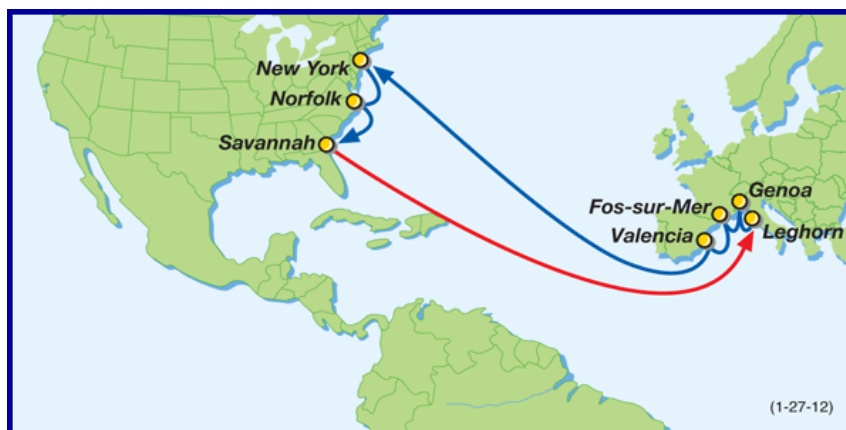 New York
Norfolk
Savannah
Genoa
Fos-sur-Mer
Valencia
Leghorn
(1-27-12)